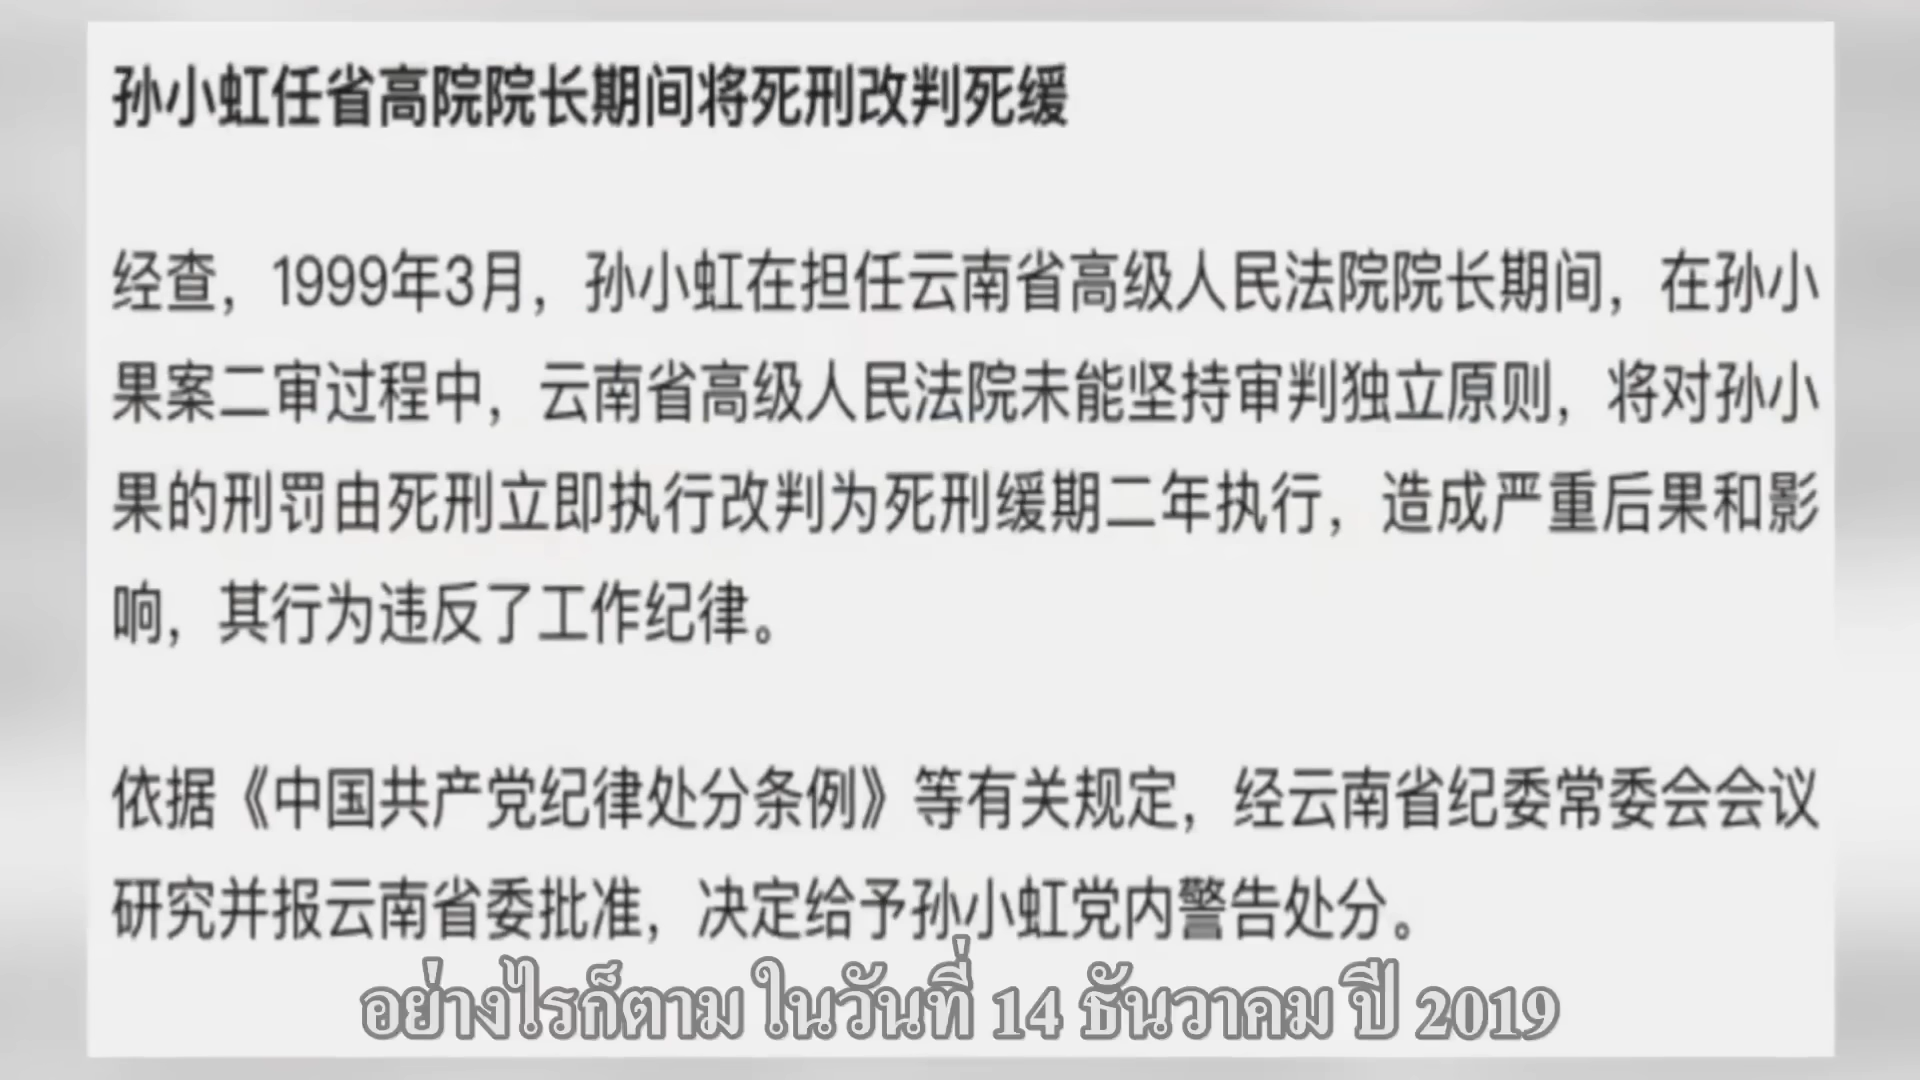 孙小虹任省高院院长期间将死刑改判死缓
经查，1999年3月，孙小虹在担任云南省高级人民法院院长期间，在孙小
果案二审过程中，云南省高级人民法院未能坚持审判独立原则，将对孙小
果的刑罚由死刑立即执行改判为死刑缓期二年执行，造成严重后果和影
响，其行为违反了工作纪律。
依据《中国共产党纪律处分条例》等有关规定，经云南省纪委常委会会议
研究并报云南省委批准，决定给予孙小虹党内警告处分。
อย่างไรก็ตาม ในวันที่ 14 ธันวาคม ปี 2019